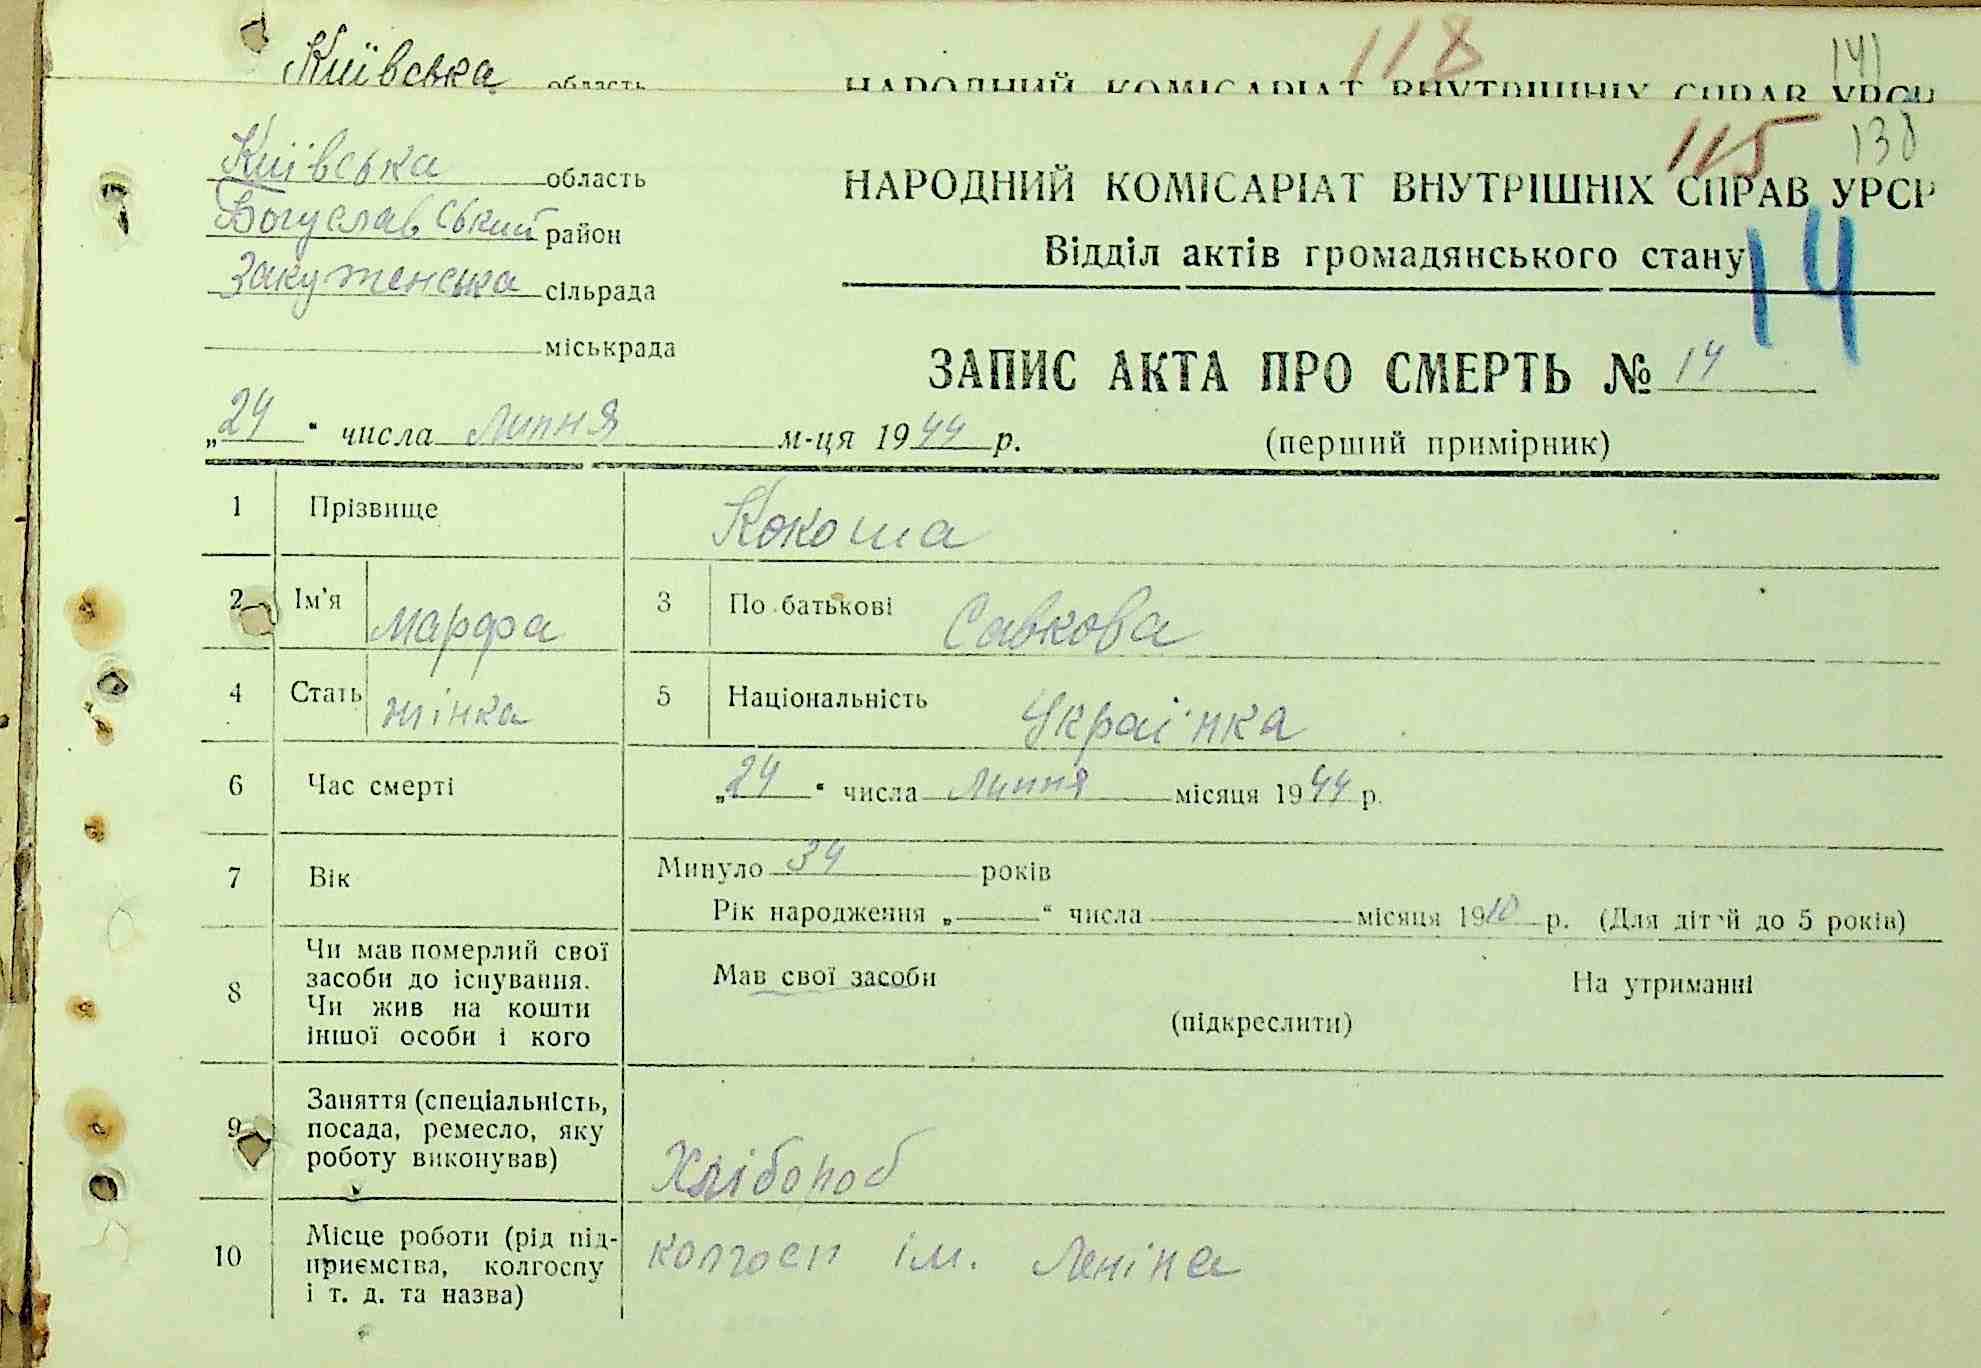 118 141
Київська область НАРОДНИЙ КОМІСАРІАТ ВНУТРІШНІХ СПРАВ УРСР
115 138
Київська область НАРОДНИЙ КОМІСАРІАТ ВНУТРІШНІХ СПРАВ УРСР
Богуславський район Відділ актів громадянського стану 14
Закутенська сільрада
міськрада
ЗАПИС АКТА ПРО СМЕРТЬ № 14
„24“ числа Липня м-ця 1944 р. (перший примірник)
1 Прізвище Кокоша
2 Ім'я Марфа 3 По батькові Савкова
4 Стать жінка 5 Національність Украінка
6 Час смерті „24“ числа Липня місяця 1944 р.
7 Вік Минуло 34 років
Рік народження „ “ числа місяця 1910 р. (Для дітей до 5 років)
8 Чи мав померлий свої
засоби до існування.
Чи жив на кошти
іншої особи і кого
Мав свої засоби На утриманні
(підкреслити)
9 Заняття (спеціальність,
посада, ремесло, яку
роботу виконував)
Хлібороб
10 Місце роботи (рід під-
приємства, колгоспу
і т. д. та назва)
колгосп ім. Леніна